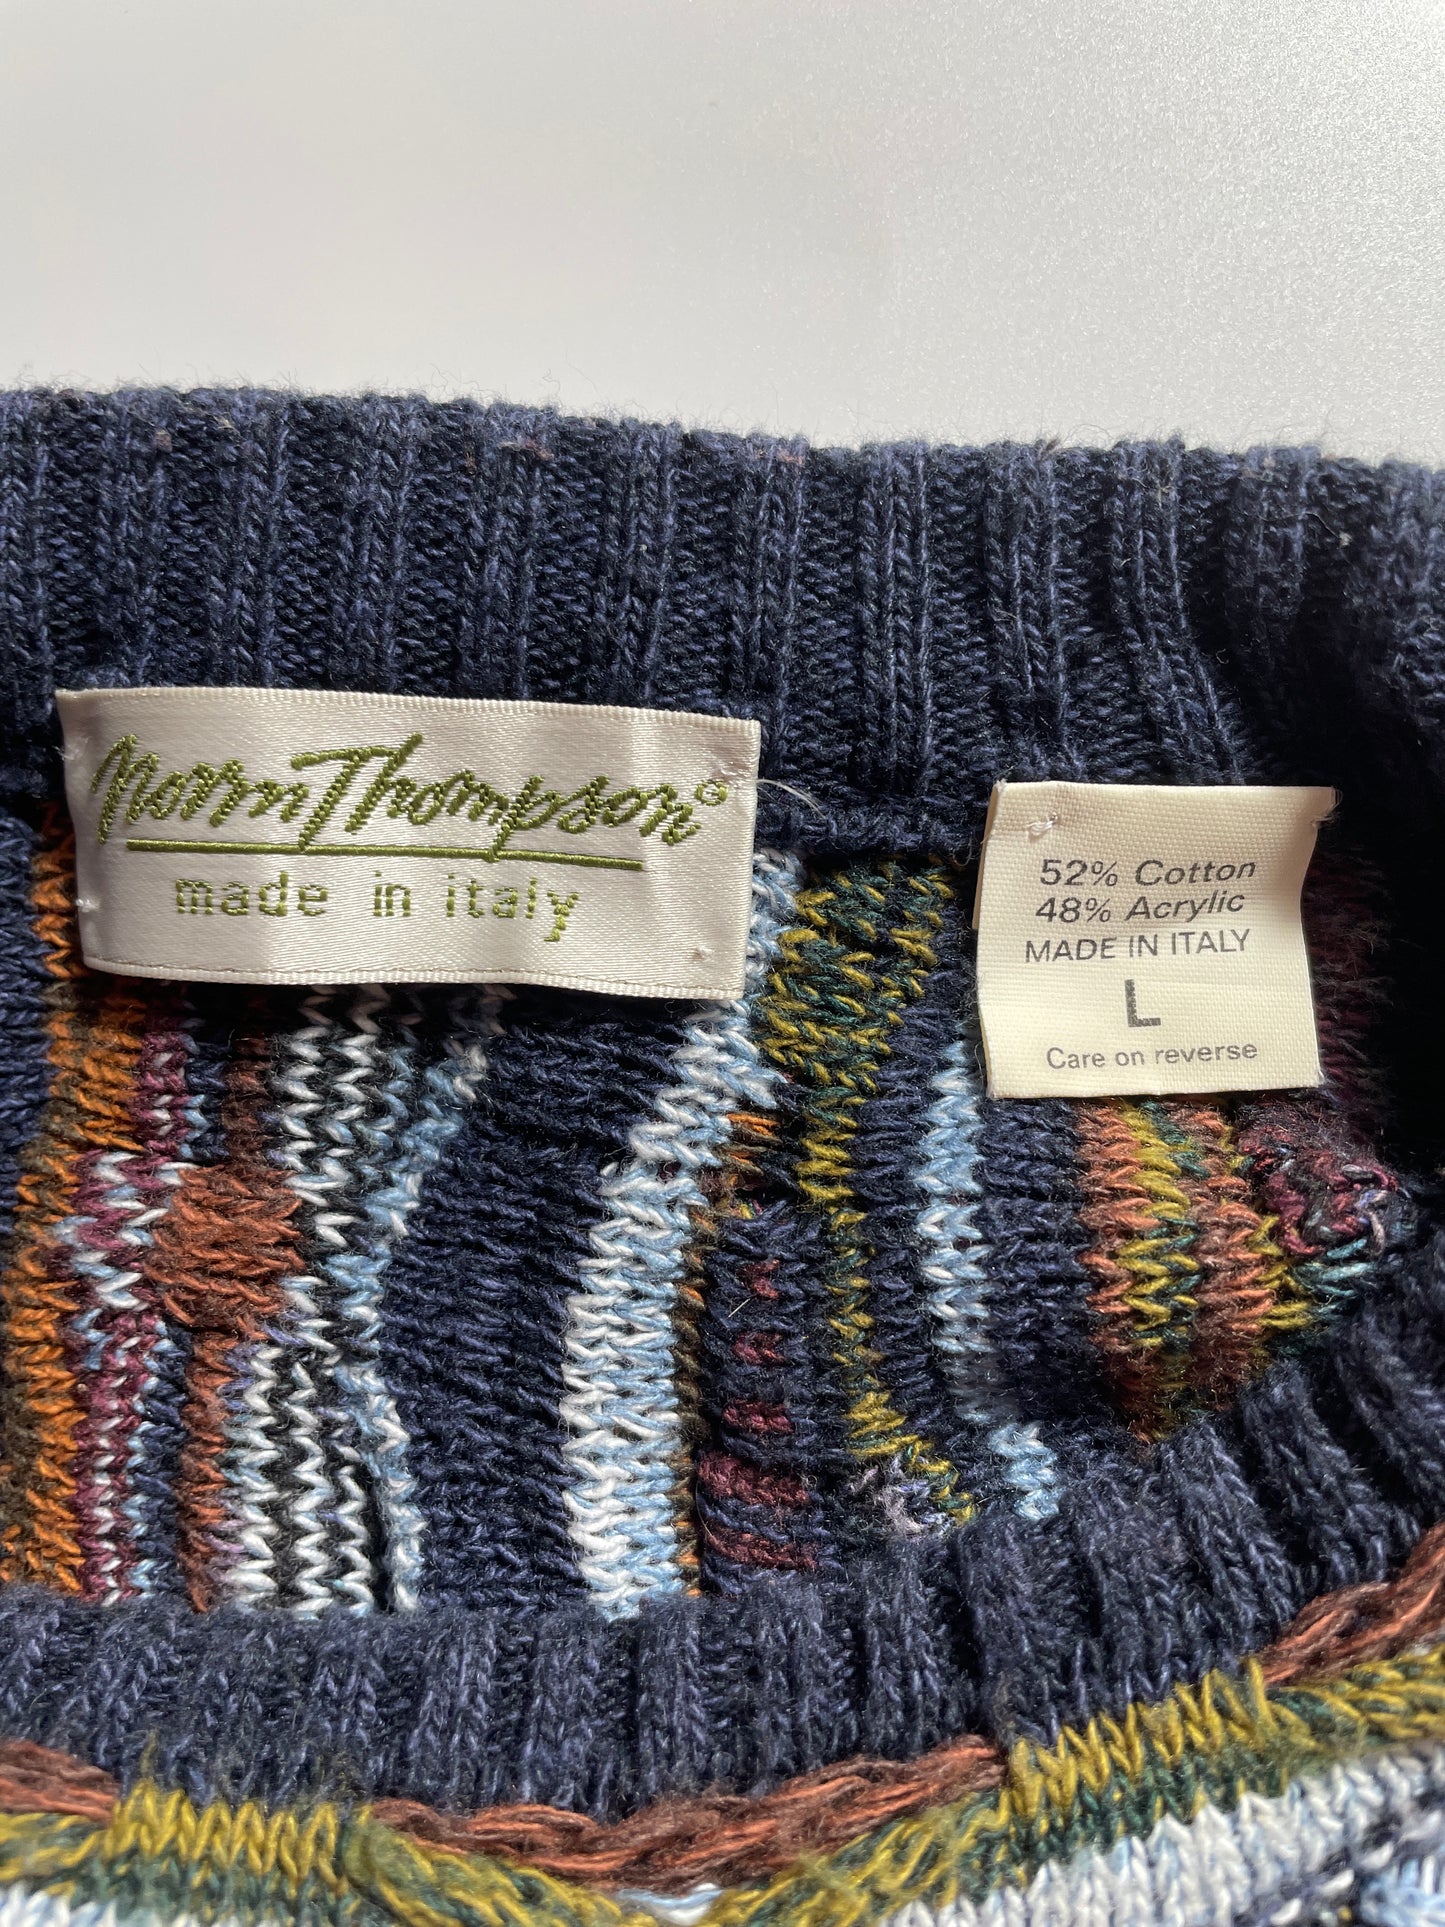 Norm Thompson©
made in italy
52% Cotton
48% Acrylic
MADE IN ITALY
L
Care on reverse